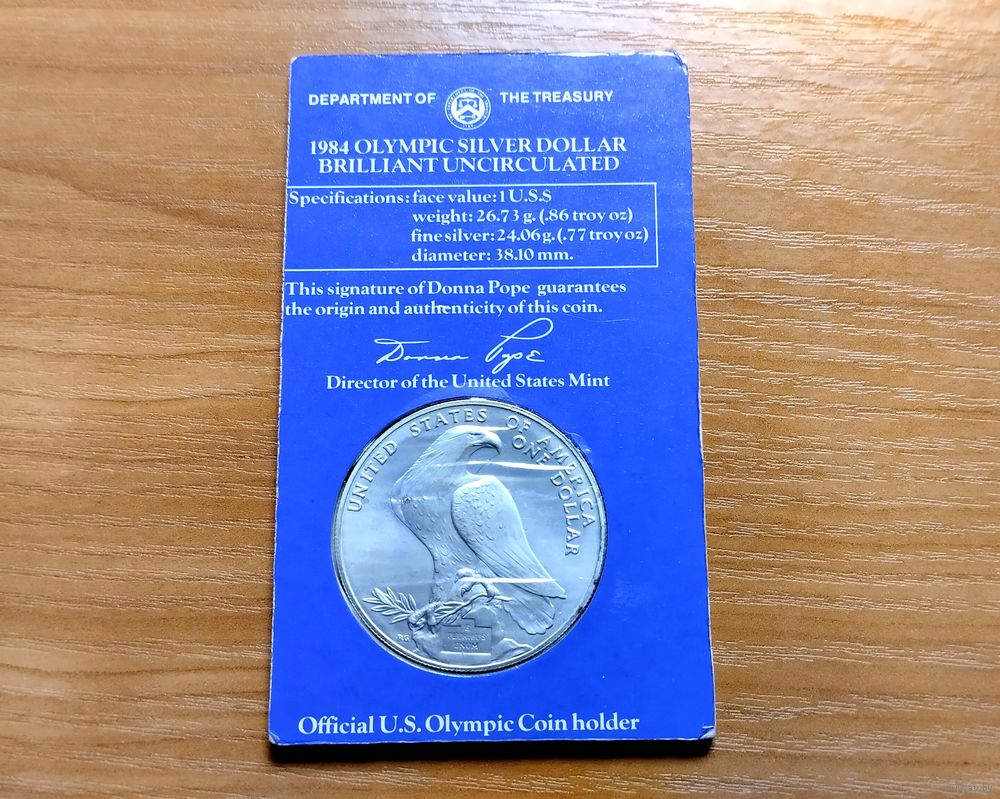 DEPARTMENT OF THE TREASURY
1984 OLYMPIC SILVER DOLLAR
BRILLIANT UNCIRCULATED
Specifications: face value: 1 U.S.$
weight: 26.73 g. (.86 troy oz)
fine silver: 24.06 g. (.77 troy oz)
diameter: 38.10 mm.
This signature of Donna Pope guarantees
the origin and authenticity of this coin.
Donna Pope
Director of the United States Mint
UNITED STATES OF AMERICA
ONE DOLLAR
RG
E
PLURIBUS
UNUM
Official U.S. Olympic Coin holder